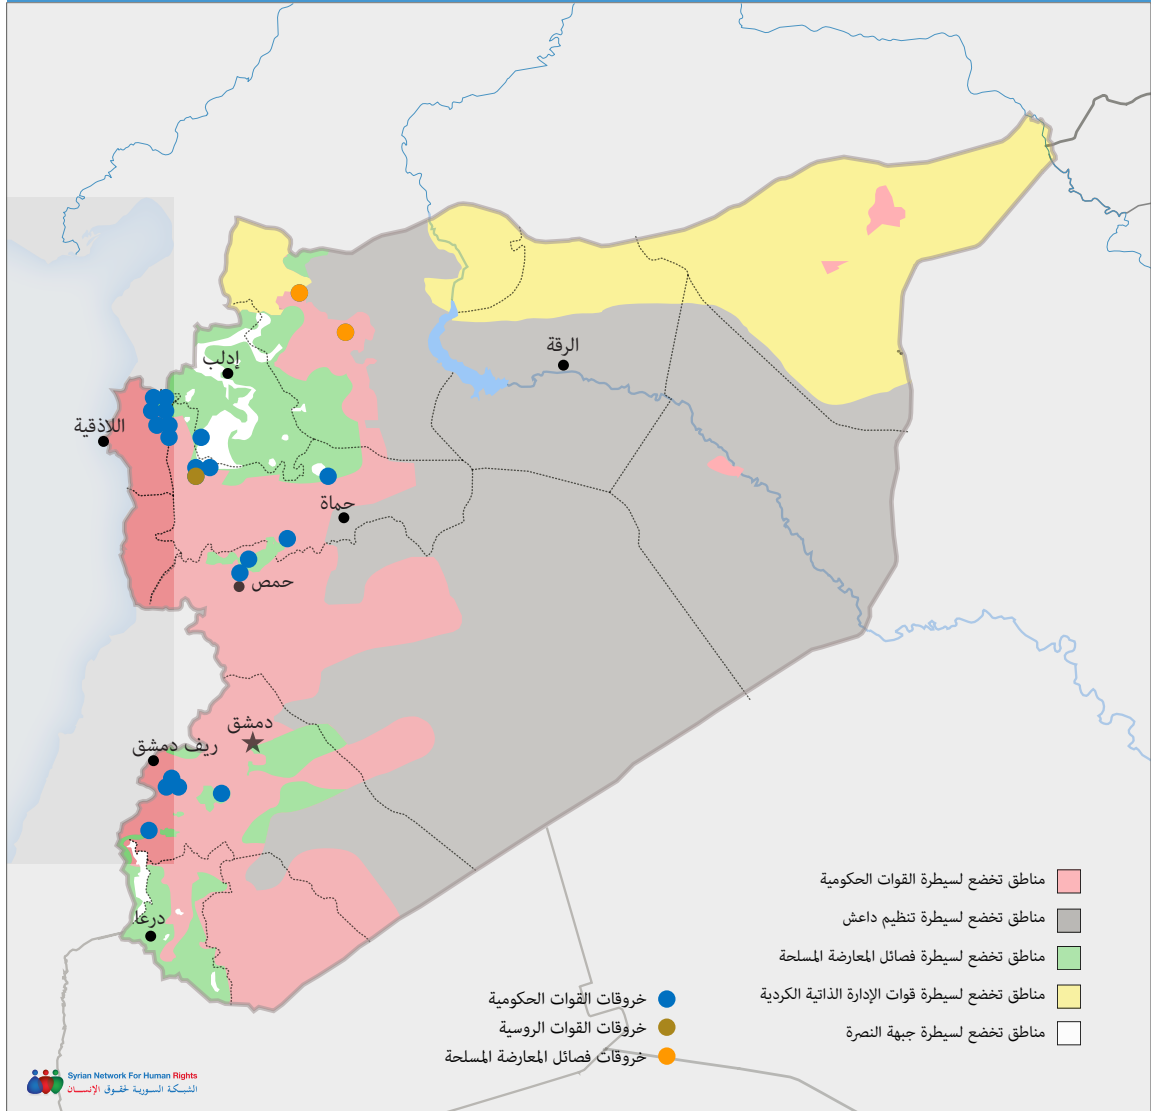 إدلب
الرقة
اللاذقية
حماة
حمص
دمشق
ريف دمشق
درعا
مناطق تخضع لسيطرة القوات الحكومية
مناطق تخضع لسيطرة تنظيم داعش
مناطق تخضع لسيطرة فصائل المعارضة المسلحة
مناطق تخضع لسيطرة قوات الإدارة الذاتية الكردية
مناطق تخضع لسيطرة جبهة النصرة
خروقات القوات الحكومية
خروقات القوات الروسية
خروقات فصائل المعارضة المسلحة
Syrian Network For Human Rights
الشبكة السورية لحقوق الإنسان